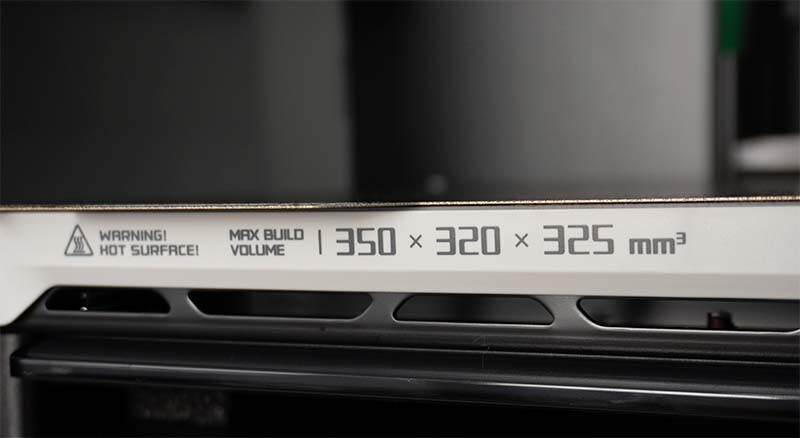 WARNING!
HOT SURFACE!
MAX BUILD
VOLUME
350 × 320 × 325 mm³